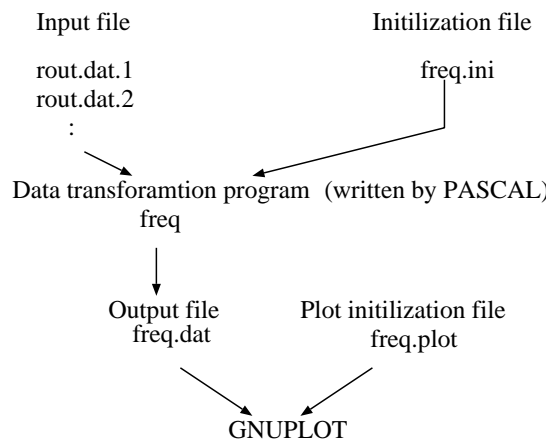 Input file
Initilization file
rout.dat.1
freq.ini
rout.dat.2
:
Data transforamtion program (written by PASCAL)
freq
Output file
Plot initilization file
freq.dat
freq.plot
GNUPLOT